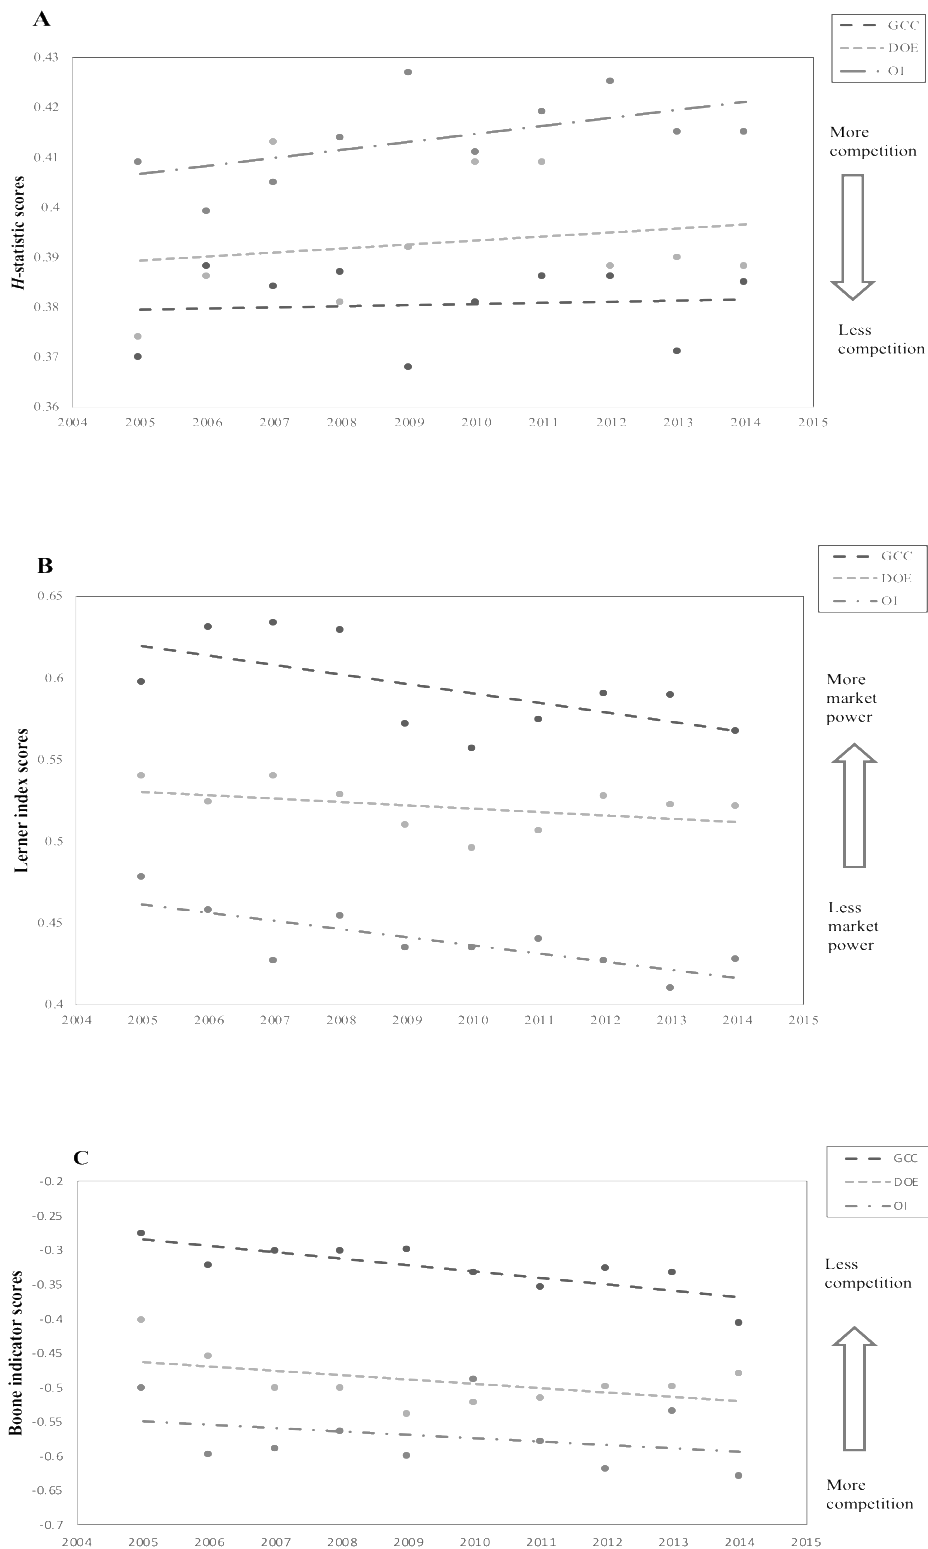 A
GCC
DOE
OI
0.43
0.42
0.41
0.4
0.39
0.38
0.37
0.36
H-statistic scores
2004 2005 2006 2007 2008 2009 2010 2011 2012 2013 2014 2015
More
competition
Less
competition
B
GCC
DOE
OI
0.65
0.6
0.55
0.5
0.45
0.4
Lerner index scores
2004 2005 2006 2007 2008 2009 2010 2011 2012 2013 2014 2015
More
market
power
Less
market
power
C
GCC
DOE
OI
-0.2
-0.25
-0.3
-0.35
-0.4
-0.45
-0.5
-0.55
-0.6
-0.65
-0.7
Boone indicator scores
2004 2005 2006 2007 2008 2009 2010 2011 2012 2013 2014 2015
Less
competition
More
competition